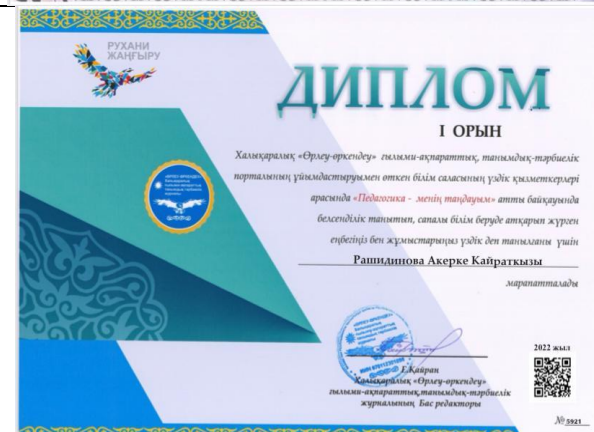 РУХАНИ
ЖАҢҒЫРУ
ДИПЛОМ
I ОРЫН
Халықаралық «Өрлеу-өркендеу» ғылыми-ақпараттық, танымдық-тәрбиелік
порталының ұйымдастыруымен өткен білім саласының үздік қызметкерлері
арасында «Педагогика - менің таңдауым» атты байқауында
белсенділік танытып, сапалы білім беруде атқарып жүрген
еңбегіңіз бен жұмыстарыңыз үздік деп танылғаны үшін
Рашидинова Акерке Кайраткызы
марапатталады
2022 жыл
Г.Қайран
Халықаралық «Өрлеу-өркендеу»
ғылыми-ақпараттық, танымдық-тәрбиелік
журналының Бас редакторы
№ 5921